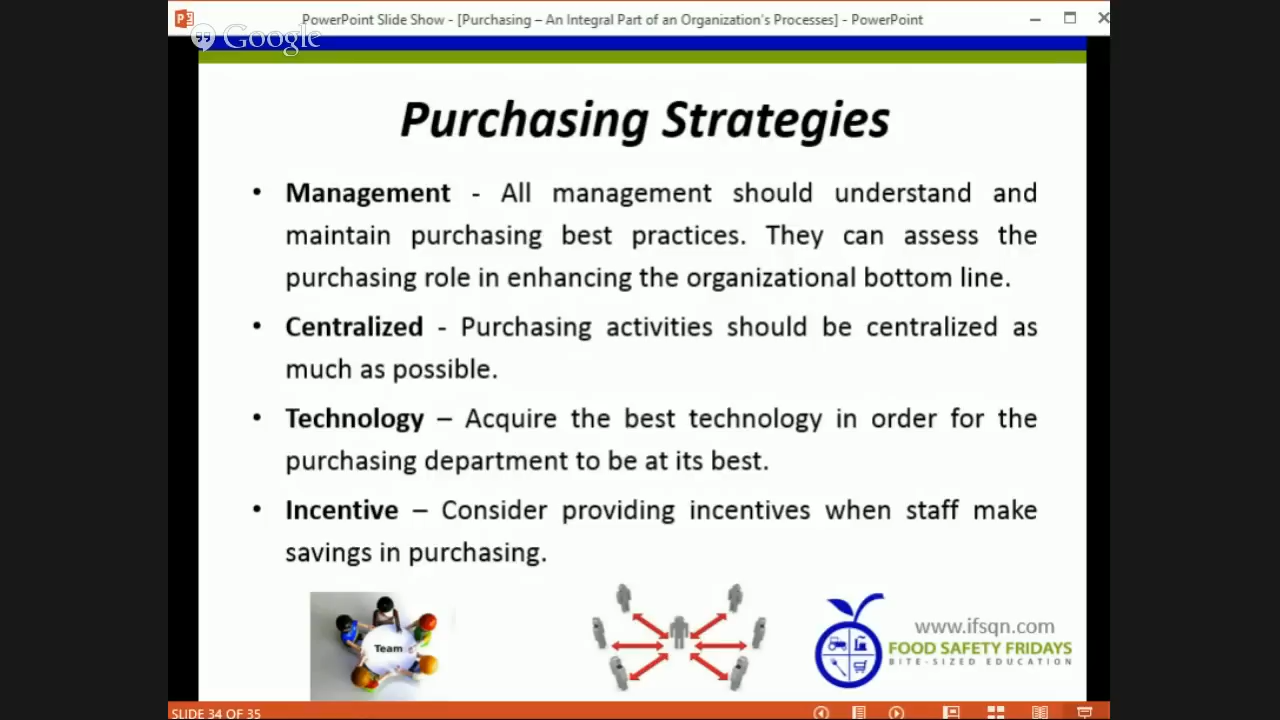 PowerPoint Slide Show - [Purchasing – An Integral Part of an Organization's Processes] - PowerPoint
Google
Purchasing Strategies
• Management - All management should understand and
maintain purchasing best practices. They can assess the
purchasing role in enhancing the organizational bottom line.
• Centralized - Purchasing activities should be centralized as
much as possible.
• Technology – Acquire the best technology in order for the
purchasing department to be at its best.
• Incentive – Consider providing incentives when staff make
savings in purchasing.
Team
www.ifsqn.com
FOOD SAFETY FRIDAYS
BITE-SIZED EDUCATION
SLIDE 34 OF 35